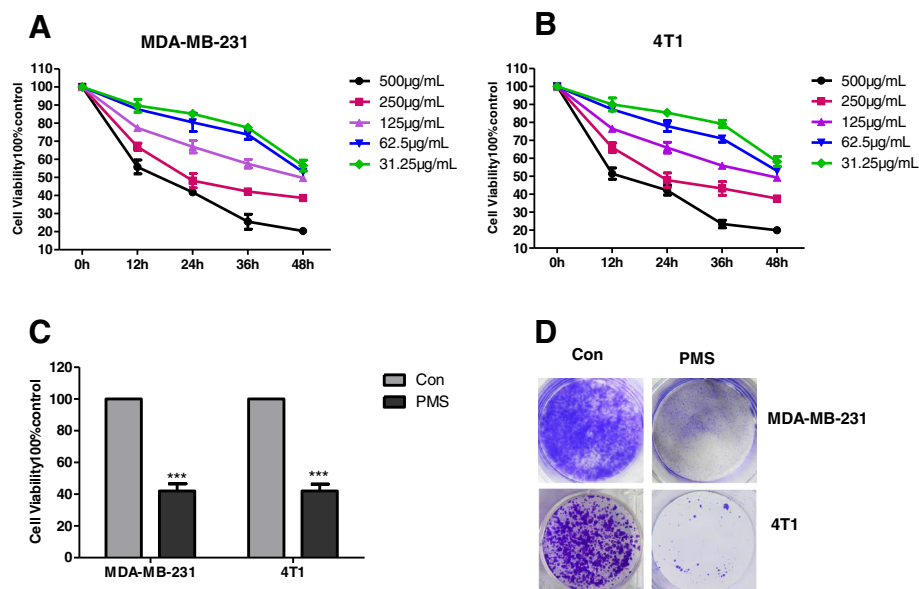 A
MDA-MB-231
Cell Viability100%control
110
100
90
80
70
60
50
40
30
20
10
0h 12h 24h 36h 48h
500μg/mL
250μg/mL
125μg/mL
62.5μg/mL
31.25μg/mL
B
4T1
Cell Viability100%control
110
100
90
80
70
60
50
40
30
20
10
0h 12h 24h 36h 48h
500μg/mL
250μg/mL
125μg/mL
62.5μg/mL
31.25μg/mL
C
Cell Viability100%control
120
100
80
60
40
20
0
*** ***
MDA-MB-231 4T1
Con
PMS
D
Con PMS
MDA-MB-231
4T1